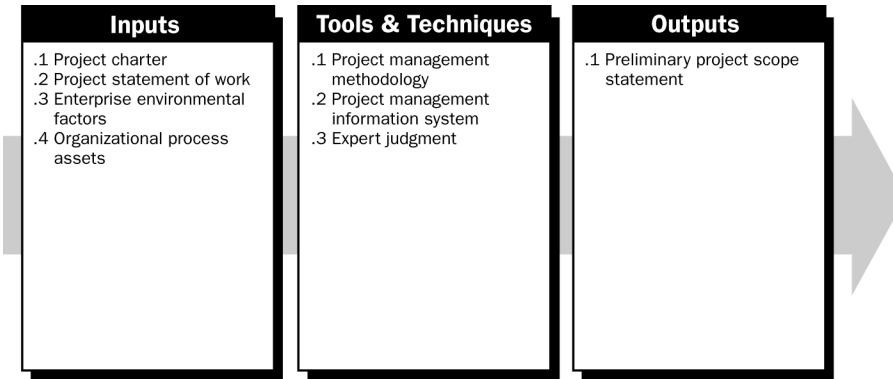 Inputs
.1 Project charter
.2 Project statement of work
.3 Enterprise environmental
factors
.4 Organizational process
assets
Tools & Techniques
.1 Project management
methodology
.2 Project management
information system
.3 Expert judgment
Outputs
.1 Preliminary project scope
statement